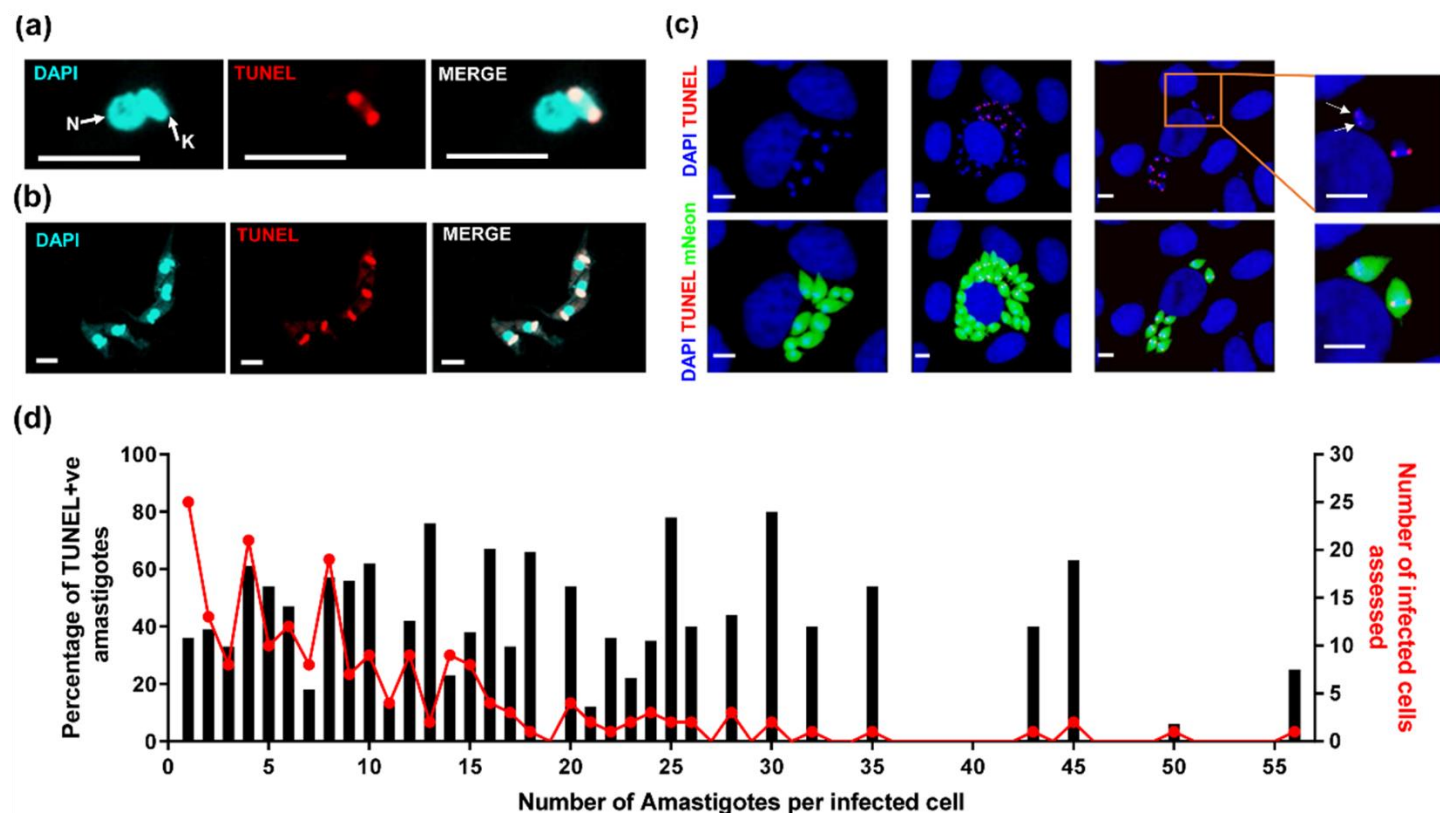 (a)
DAPI
N
K
TUNEL
MERGE
(b)
DAPI
TUNEL
MERGE
(c)
DAPI TUNEL
DAPI TUNEL mNeon
(d)
Percentage of TUNEL+ve
amastigotes
100
80
60
40
20
0
30
25
20
15
10
5
0
Number of infected cells
assessed
0 5 10 15 20 25 30 35 40 45 50 55
Number of Amastigotes per infected cell